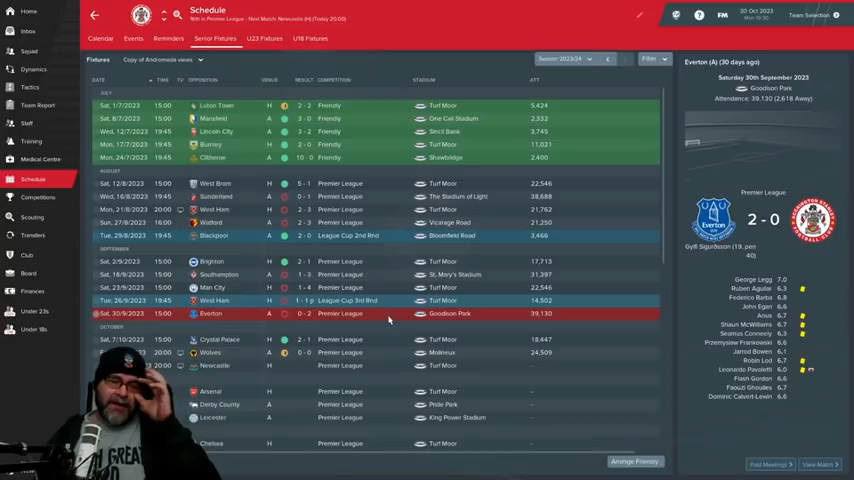 Home
Inbox
Squad
Dynamics
Tactics
Team Report
Staff
Training
Medical Centre
Schedule
Competitions
Scouting
Transfers
Club
Board
Finances
Under 23s
Under 18s
Schedule
16th in Premier League - Next Match: Newcastle (H) (Today 20:00)
FM
30 Oct 2023
Mon 19:30
Team Selection
Calendar Events Reminders Senior Fixtures U23 Fixtures U18 Fixtures
Fixtures Copy of Andromeda views Season 2023/24 Filter
DATE TIME TV OPPOSITION VENUE RESULT COMPETITION STADIUM ATT
JULY
Sat, 1/7/2023 15:00 Luton Town H 2 - 2 Friendly Turf Moor 5,424
Sat, 8/7/2023 15:00 Mansfield A 3 - 0 Friendly One Call Stadium 2,332
Wed, 12/7/2023 19:45 Lincoln City A 3 - 2 Friendly Sincil Bank 3,745
Mon, 17/7/2023 19:45 Burnley H 2 - 0 Friendly Turf Moor 11,021
Mon, 24/7/2023 19:45 Clitheroe A 10 - 0 Friendly Shawbridge 2,400
AUGUST
Sat, 12/8/2023 15:00 West Brom H 5 - 1 Premier League Turf Moor 22,546
Wed, 16/8/2023 19:45 Sunderland A 0 - 1 Premier League The Stadium of Light 38,688
Mon, 21/8/2023 20:00 West Ham H 2 - 3 Premier League Turf Moor 21,762
Sun, 27/8/2023 16:00 Watford A 2 - 3 Premier League Vicarage Road 21,250
Tue, 29/8/2023 19:45 Blackpool A 2 - 0 League Cup 2nd Rnd Bloomfield Road 3,466
SEPTEMBER
Sat, 2/9/2023 15:00 Brighton H 2 - 1 Premier League Turf Moor 17,713
Sat, 16/9/2023 15:00 Southampton A 1 - 3 Premier League St. Mary's Stadium 31,397
Sat, 23/9/2023 15:00 Man City H 1 - 4 Premier League Turf Moor 22,546
Tue, 26/9/2023 19:45 West Ham H 1 - 1 p League Cup 3rd Rnd Turf Moor 14,502
Sat, 30/9/2023 15:00 Everton A 0 - 2 Premier League Goodison Park 39,130
OCTOBER
Sat, 7/10/2023 15:00 Crystal Palace H 2 - 1 Premier League Turf Moor 18,447
20:00 Wolves A 0 - 0 Premier League Molineux 24,509
20:00 Newcastle H Premier League Turf Moor -
Arsenal H Premier League Turf Moor -
Derby County A Premier League Pride Park -
Leicester A Premier League King Power Stadium -
Chelsea H Premier League Turf Moor -
Arrange Friendly
Everton (A) (30 days ago)
Saturday 30th September 2023
Goodison Park
Attendance: 39,130 (2,618 Away)
Premier League
2 - 0
Gylfi Sigurðsson (19, pen
40)
George Legg 7.0
Ruben Aguilar 6.3
Federico Barba 6.8
John Egan 6.6
Anus 6.7
Shaun McWilliams 6.7
Seamus Conneely 6.3
Przemyslaw Frankowski 6.6
Jarrod Bowen 6.1
Robin Lod 6.7
Leonardo Pavoletti 6.0
Flash Gordon 6.6
Faouzi Ghoulies 6.7
Dominic Calvert-Lewin 6.6
Past Meetings View Match